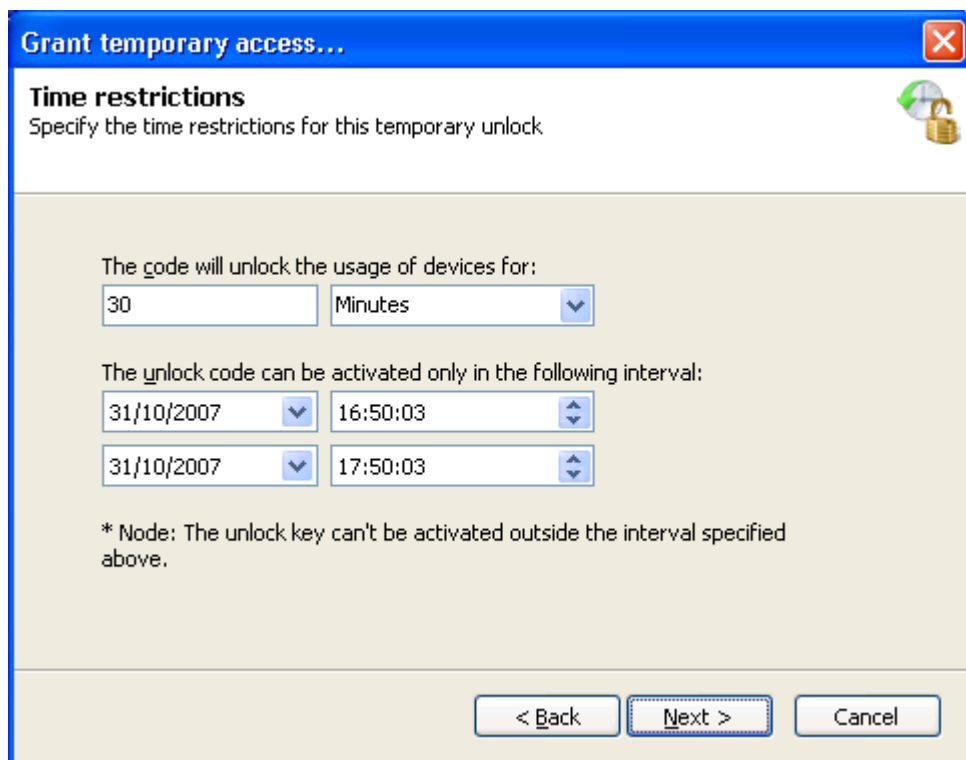 Grant temporary access...
Time restrictions
Specify the time restrictions for this temporary unlock
The code will unlock the usage of devices for:
30 Minutes
The unlock code can be activated only in the following interval:
31/10/2007 16:50:03
31/10/2007 17:50:03
* Node: The unlock key can't be activated outside the interval specified
above.
< Back Next > Cancel